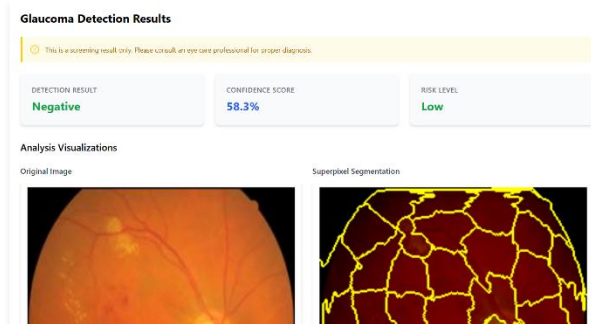 Glaucoma Detection Results
This is a screening result only. Please consult an eye care professional for proper diagnosis.
DETECTION RESULT
Negative
CONFIDENCE SCORE
58.3%
RISK LEVEL
Low
Analysis Visualizations
Original Image
Superpixel Segmentation